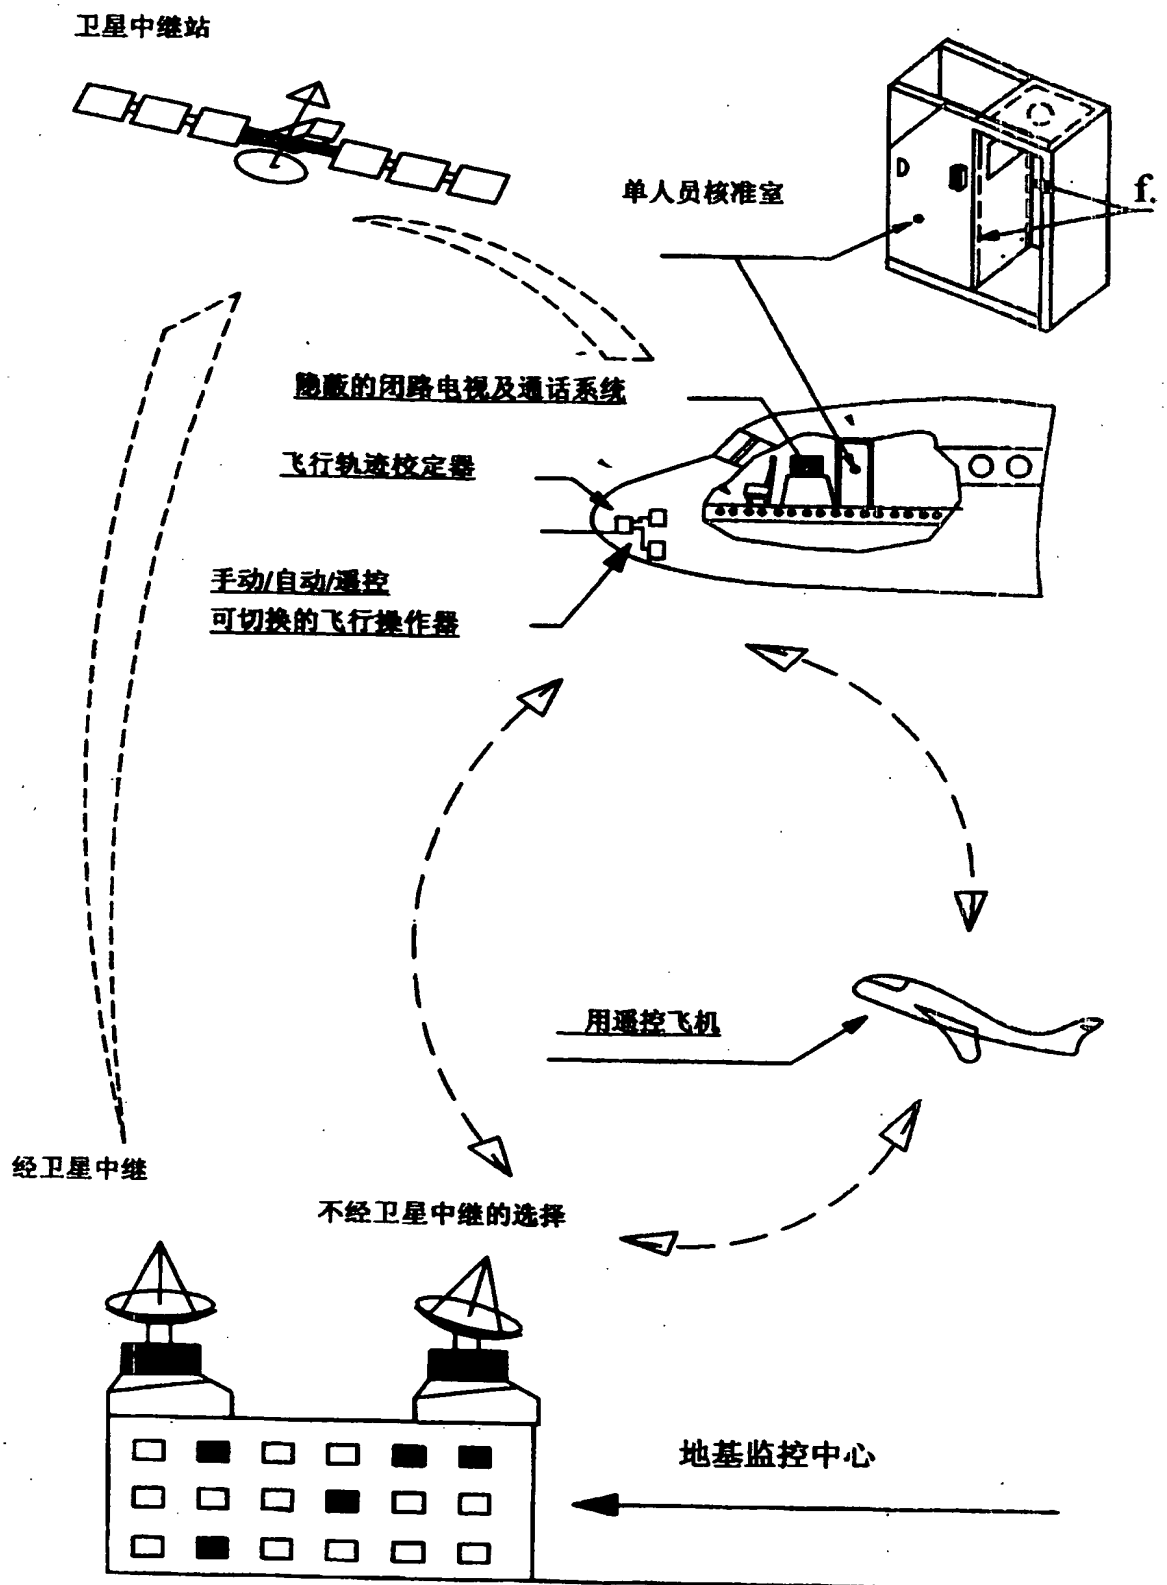 卫星中继站
单人员核准室
f.
隐蔽的闭路电视及通话系统
飞行轨迹校定器
手动/自动/遥控
可切换的飞行操作器
用遥控飞机
经卫星中继
不经卫星中继的选择
地基监控中心